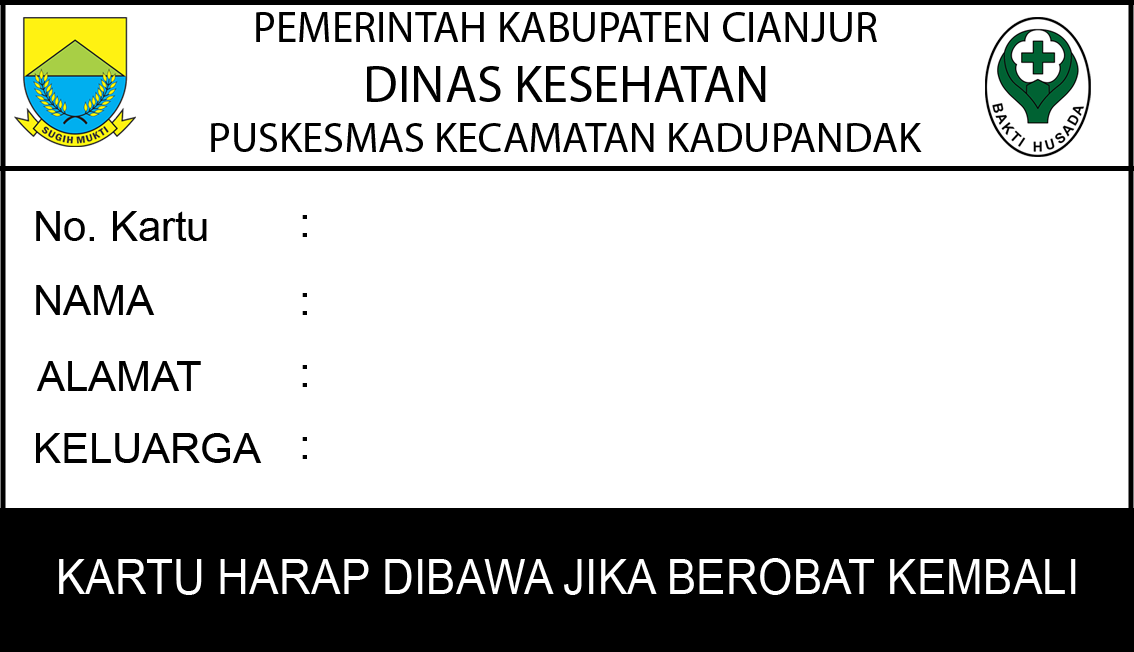 PEMERINTAH KABUPATEN CIANJUR
DINAS KESEHATAN
PUSKESMAS KECAMATAN KADUPANDAK
SUGIH MUKTI
BAKTI HUSADA
No. Kartu :
NAMA :
ALAMAT :
KELUARGA :
KARTU HARAP DIBAWA JIKA BEROBAT KEMBALI